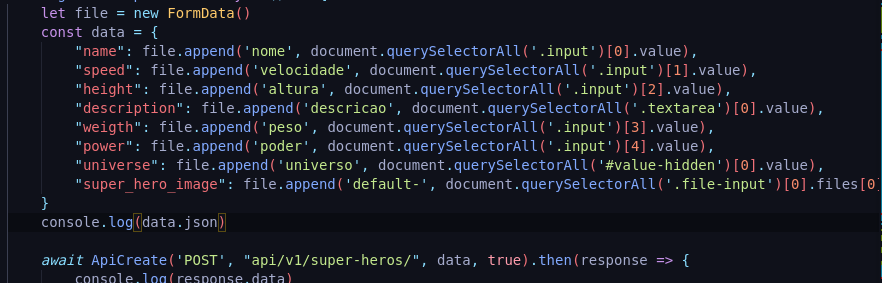 let file = new FormData()
const data = {
"name": file.append('nome', document.querySelectorAll('.input')[0].value),
"speed": file.append('velocidade', document.querySelectorAll('.input')[1].value),
"height": file.append('altura', document.querySelectorAll('.input')[2].value),
"description": file.append('descricao', document.querySelectorAll('.textarea')[0].value),
"weigth": file.append('peso', document.querySelectorAll('.input')[3].value),
"power": file.append('poder', document.querySelectorAll('.input')[4].value),
"universe": file.append('universo', document.querySelectorAll('#value-hidden')[0].value),
"super_hero_image": file.append('default-', document.querySelectorAll('.file-input')[0].files[0]
}
console.log(data.json)
await ApiCreate('POST', "api/v1/super-heros/", data, true).then(response => {
console.log(response.data)